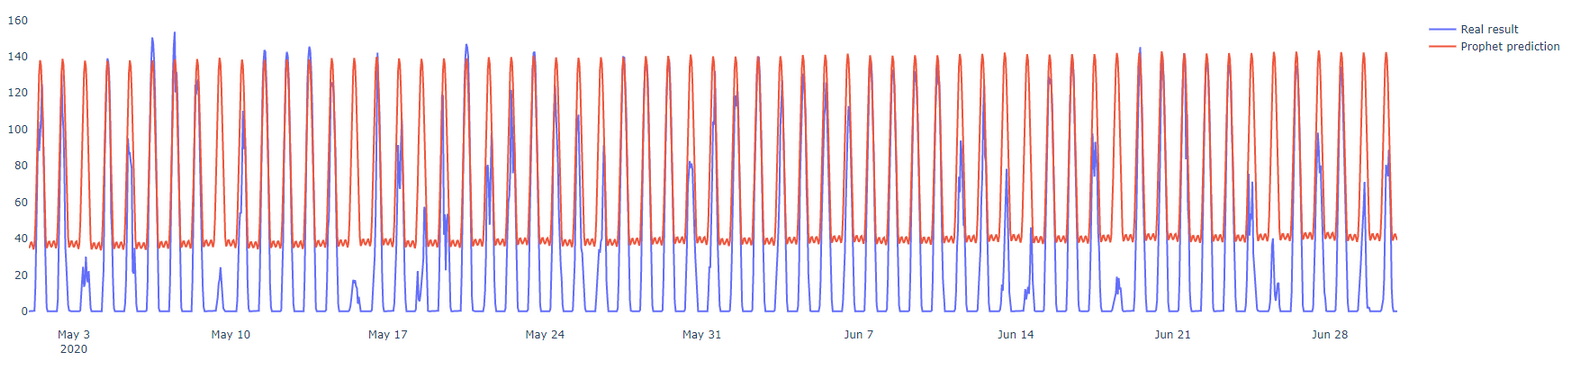 160
140
120
100
80
60
40
20
0
May 3
2020
May 10
May 17
May 24
May 31
Jun 7
Jun 14
Jun 21
Jun 28
Real result
Prophet prediction